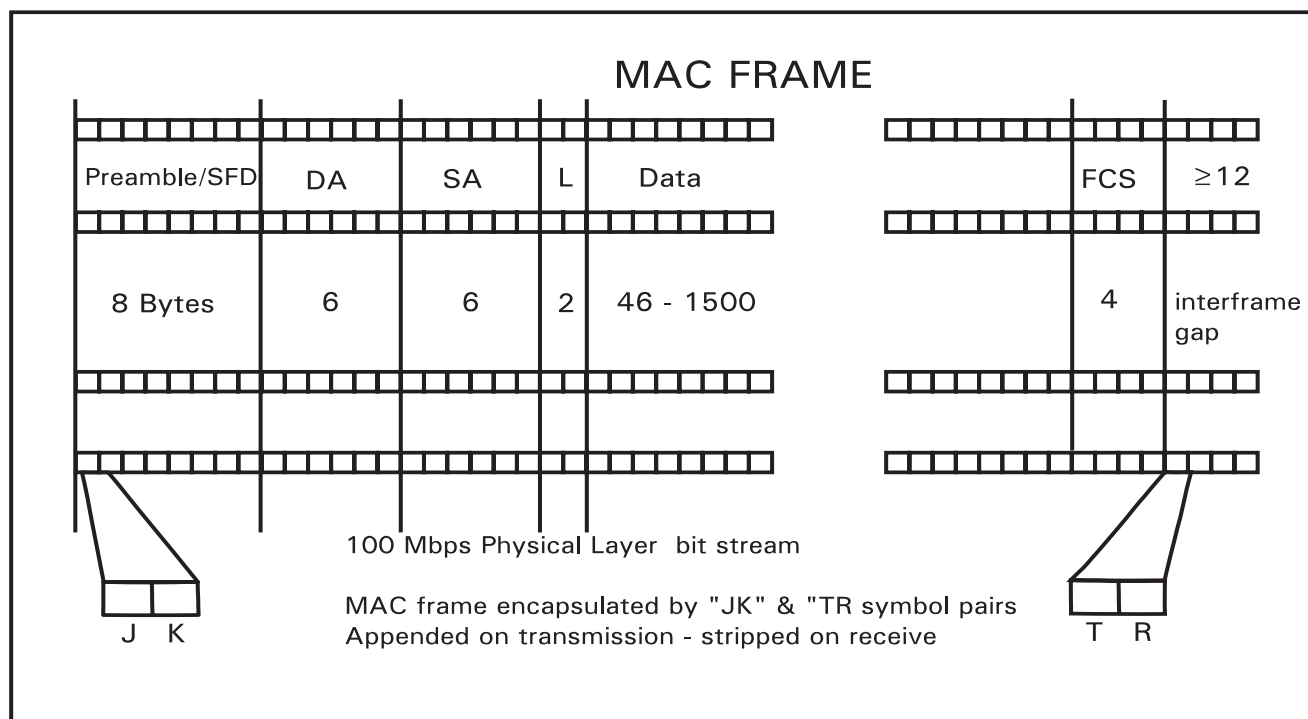 MAC FRAME
Preamble/SFD DA SA L Data FCS ≥12
8 Bytes 6 6 2 46 - 1500 4 interframe
gap
100 Mbps Physical Layer bit stream
MAC frame encapsulated by "JK" & "TR symbol pairs
Appended on transmission - stripped on receive
J K T R